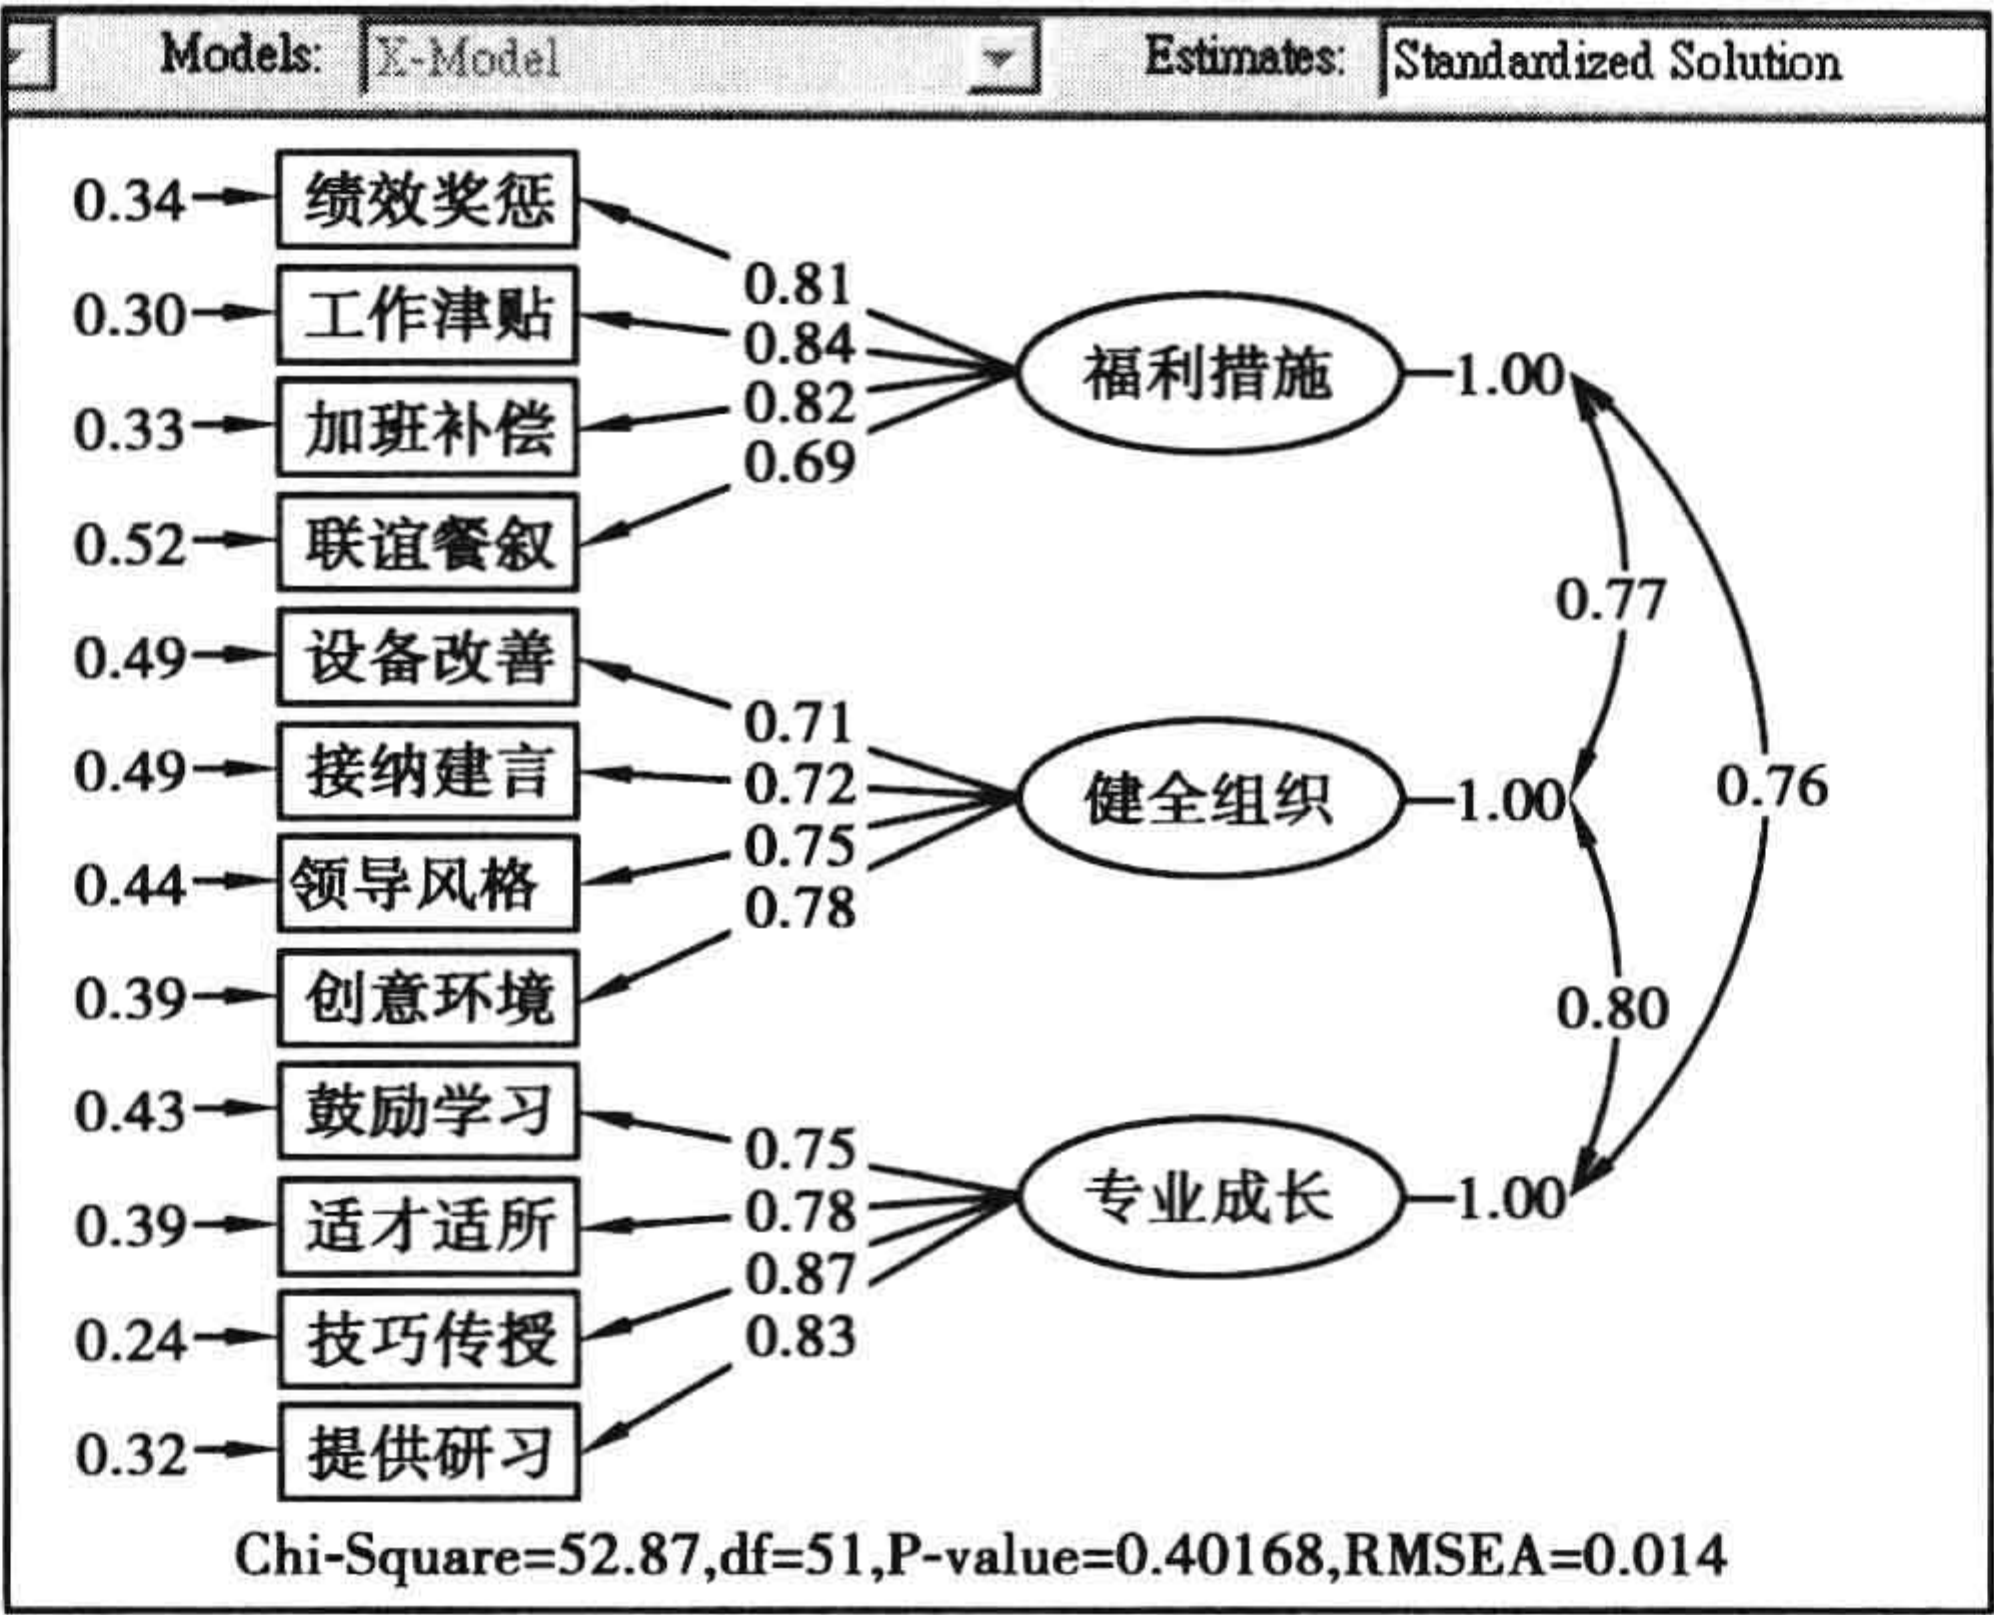 Models: X-Model Estimates: Standardized Solution
0.34 绩效奖惩
0.81
0.30 工作津贴
0.84
福利措施 1.00
0.33 加班补偿
0.82
0.69
0.52 联谊餐叙
0.77
0.49 设备改善
0.71
0.49 接纳建言
0.72
健全组织 1.00
0.76
0.75
0.44 领导风格
0.78
0.39 创意环境
0.80
0.43 鼓励学习
0.75
0.39 适才适所
0.78
专业成长 1.00
0.87
0.24 技巧传授
0.83
0.32 提供研习
Chi-Square=52.87,df=51,P-value=0.40168,RMSEA=0.014